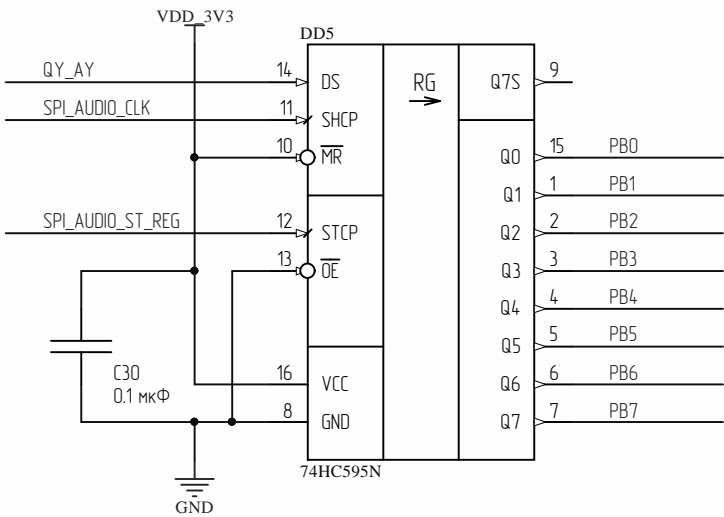 VDD_3V3
DD5
QY_AY 14 DS RG Q7S 9
SPI_AUDIO_CLK 11 SHCP
10 MR Q0 15 PB0
Q1 1 PB1
SPI_AUDIO_ST_REG 12 STCP Q2 2 PB2
13 OE Q3 3 PB3
Q4 4 PB4
Q5 5 PB5
C30 16 VCC Q6 6 PB6
0.1 мкФ
8 GND Q7 7 PB7
74HC595N
GND